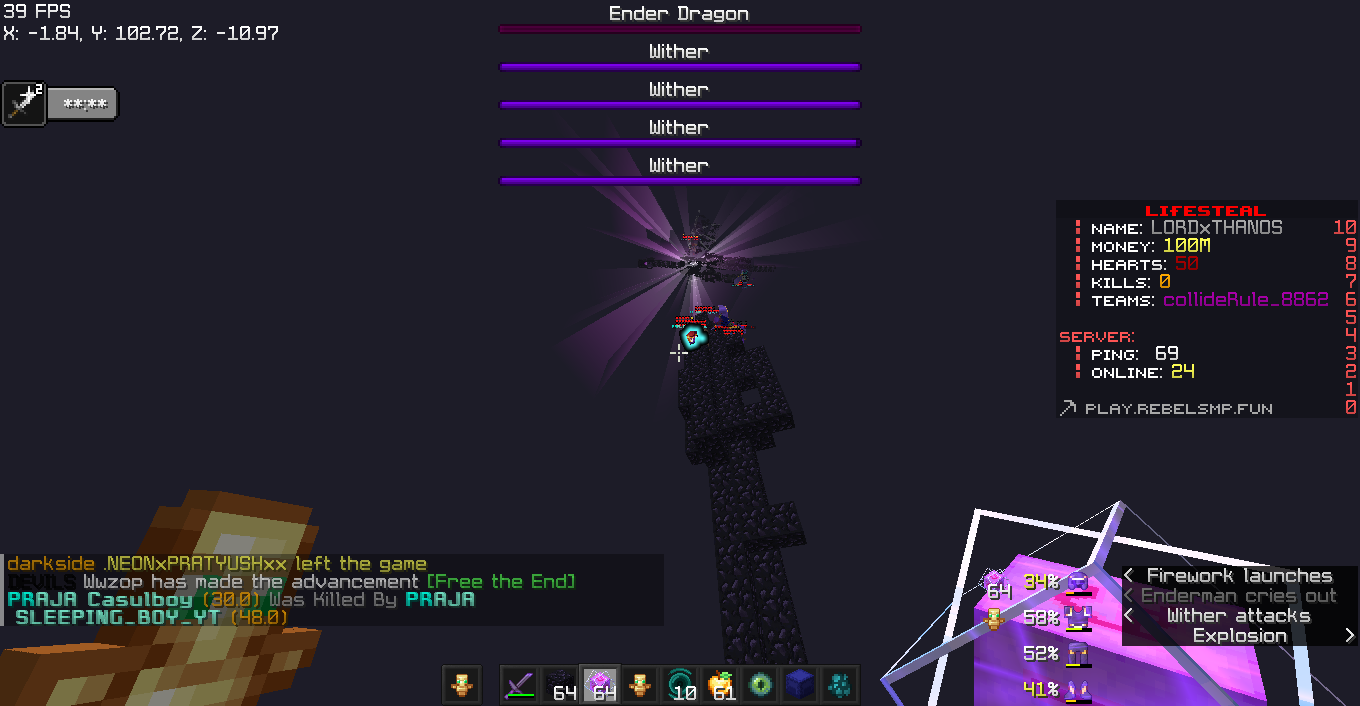 39 FPS
X: -1.84, Y: 102.72, Z: -10.97
2
**:**
Ender Dragon
Wither
Wither
Wither
Wither
LIFESTEAL
NAME: LORDxTHANOS 10
MONEY: 100M 9
HEARTS: 50 8
KILLS: 0 7
TEAMS: collideRule_8862 6
5
SERVER: 4
PING: 69 3
ONLINE: 24 2
1
PLAY.REBELSMP.FUN 0
darkside .NEONxPRATYUSHxx left the game
DEVILS Wuzop has made the advancement [Free the End]
PRAJA Casulboy (30.0) Was Killed By PRAJA
SLEEPING_BOY_YT (48.0)
64 34%
58%
52%
41%
< Firework launches
< Enderman cries out
< Wither attacks
Explosion >
64 64 10 61